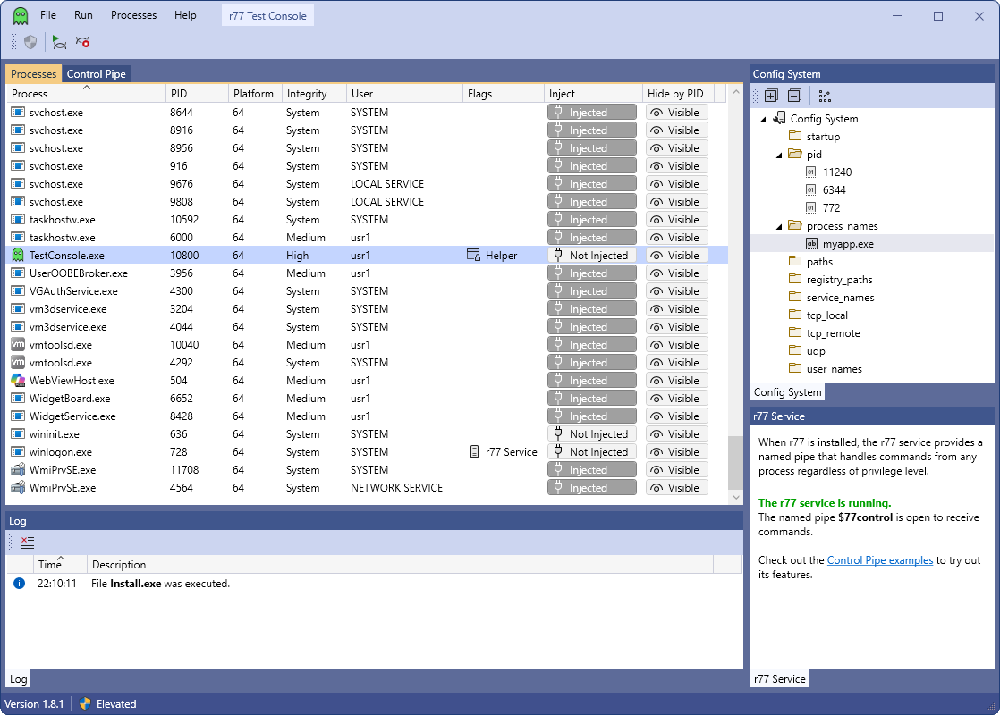 File Run Processes Help r77 Test Console
Processes Control Pipe
Process PID Platform Integrity User Flags Inject Hide by PID
svchost.exe 8644 64 System SYSTEM Injected Visible
svchost.exe 8916 64 System SYSTEM Injected Visible
svchost.exe 8956 64 System SYSTEM Injected Visible
svchost.exe 916 64 System SYSTEM Injected Visible
svchost.exe 9676 64 System LOCAL SERVICE Injected Visible
svchost.exe 9808 64 System LOCAL SERVICE Injected Visible
taskhostw.exe 10592 64 System SYSTEM Injected Visible
taskhostw.exe 6000 64 Medium usr1 Injected Visible
TestConsole.exe 10800 64 High usr1 Helper Not Injected Visible
UserOOBEBroker.exe 3956 64 Medium usr1 Injected Visible
VGAuthService.exe 4300 64 System SYSTEM Injected Visible
vm3dservice.exe 3204 64 System SYSTEM Injected Visible
vm3dservice.exe 4044 64 System SYSTEM Injected Visible
vmtoolsd.exe 10040 64 Medium usr1 Injected Visible
vmtoolsd.exe 4292 64 System SYSTEM Injected Visible
WebViewHost.exe 504 64 Medium usr1 Injected Visible
WidgetBoard.exe 6652 64 Medium usr1 Injected Visible
WidgetService.exe 8428 64 Medium usr1 Injected Visible
wininit.exe 636 64 System SYSTEM Not Injected Visible
winlogon.exe 728 64 System SYSTEM r77 Service Not Injected Visible
WmiPrvSE.exe 11708 64 System SYSTEM Injected Visible
WmiPrvSE.exe 4564 64 System NETWORK SERVICE Injected Visible
Log
Time Description
22:10:11 File Install.exe was executed.
Log
Config System
Config System
startup
pid
11240
6344
772
process_names
myapp.exe
paths
registry_paths
service_names
tcp_local
tcp_remote
udp
user_names
Config System
r77 Service
When r77 is installed, the r77 service provides a
named pipe that handles commands from any
process regardless of privilege level.
The r77 service is running.
The named pipe $77control is open to receive
commands.
Check out the Control Pipe examples to try out
its features.
r77 Service
Version 1.8.1 Elevated